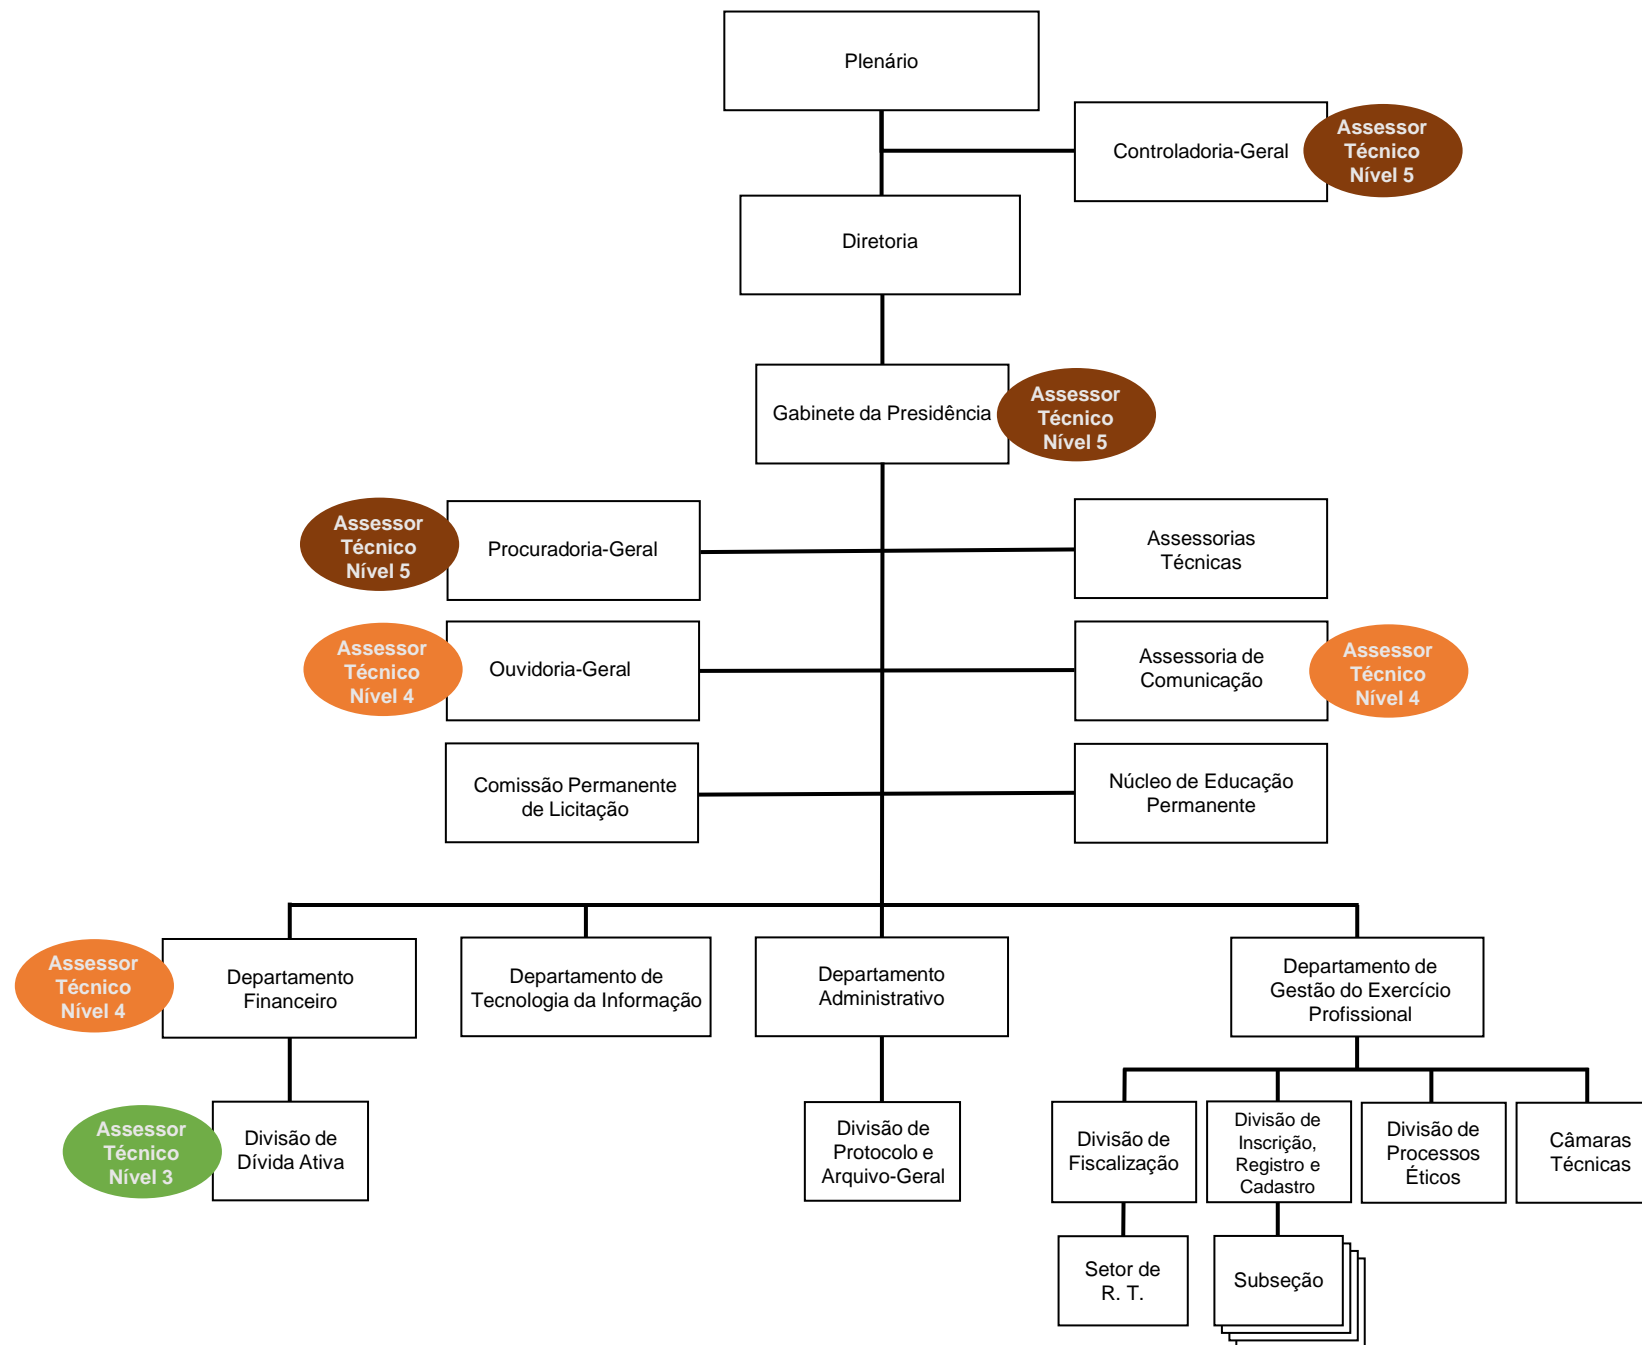 Plenário
Controladoria-Geral
Assessor
Técnico
Nível 5
Diretoria
Gabinete da Presidência
Assessor
Técnico
Nível 5
Assessor
Técnico
Nível 5
Procuradoria-Geral
Assessorias
Técnicas
Assessor
Técnico
Nível 4
Ouvidoria-Geral
Assessoria de
Comunicação
Assessor
Técnico
Nível 4
Comissão Permanente
de Licitação
Núcleo de Educação
Permanente
Assessor
Técnico
Nível 4
Departamento
Financeiro
Departamento de
Tecnologia da Informação
Departamento
Administrativo
Departamento de
Gestão do Exercício
Profissional
Assessor
Técnico
Nível 3
Divisão de
Dívida Ativa
Divisão de
Protocolo e
Arquivo-Geral
Divisão de
Fiscalização
Divisão de
Inscrição,
Registro e
Cadastro
Divisão de
Processos
Éticos
Câmaras
Técnicas
Setor de
R. T.
Subseção